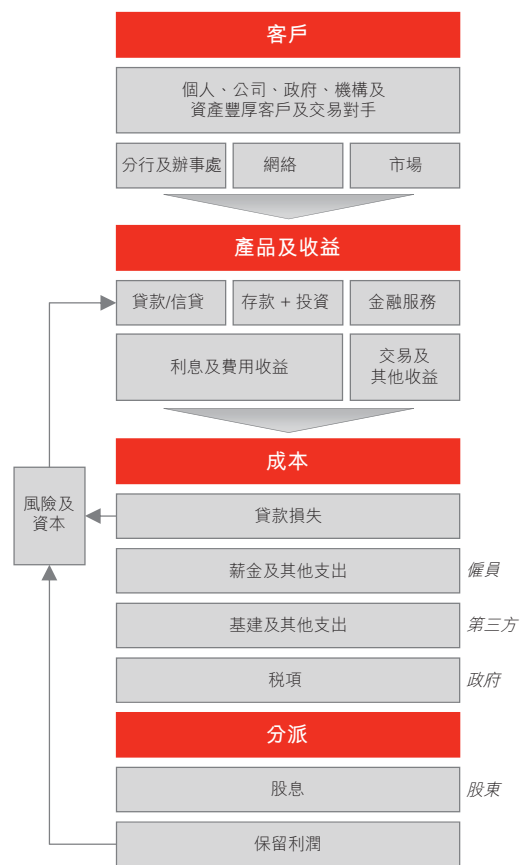 客戶
個人、公司、政府、機構及
資產豐厚客戶及交易對手
分行及辦事處
網絡
市場
產品及收益
貸款/信貸
存款 + 投資
金融服務
利息及費用收益
交易及
其他收益
成本
風險及
資本
貸款損失
薪金及其他支出
僱員
基建及其他支出
第三方
税項
政府
分派
股息
股東
保留利潤